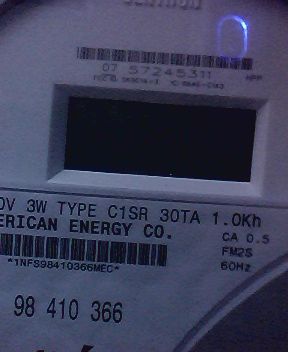 07 57245311
0V 3W TYPE C1SR 30TA 1.0Kh
ERICAN ENERGY CO.
CA 0.5
FM2S
60Hz
*1NFS98410366MEC*
98 410 366